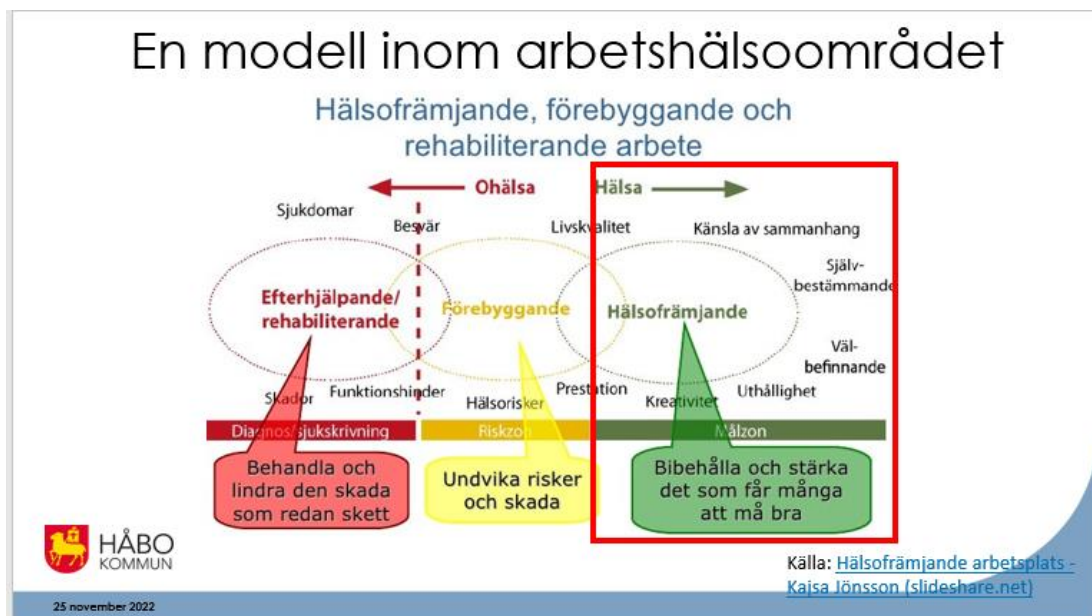 En modell inom arbetshälsoområdet
Hälsofrämjande, förebyggande och
rehabiliterande arbete
Ohälsa
Hälsa
Sjukdomar
Besvär
Livskvalitet
Känsla av sammanhang
Själv-
bestämmande
Efterhjälpande/
rehabiliterande
Förebyggande
Hälsofrämjande
Väl-
befinnande
Skador
Funktionshinder
Hälsorisker
Prestation
Kreativitet
Uthållighet
Diagnos/sjukskrivning
Riskzon
Målzon
Behandla och
lindra den skada
som redan skett
Undvika risker
och skada
Bibehålla och stärka
det som får många
att må bra
HÅBO
KOMMUN
Källa: Hälsofrämjande arbetsplats -
Kajsa Jönsson (slideshare.net)
25 november 2022